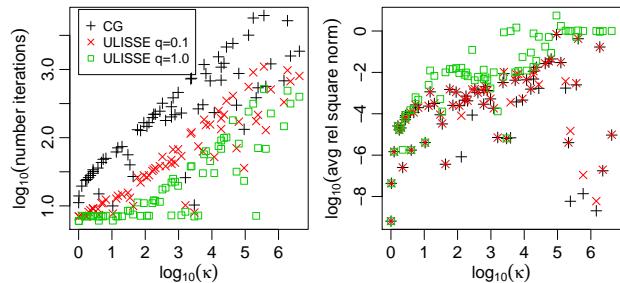 CG
ULISSE q=0.1
ULISSE q=1.0
log10(number iterations)
1.0 2.0 3.0
0 1 2 3 4 5 6
log10(κ)
log10(avg rel square norm)
-8 -6 -4 -2 0
0 1 2 3 4 5 6
log10(κ)